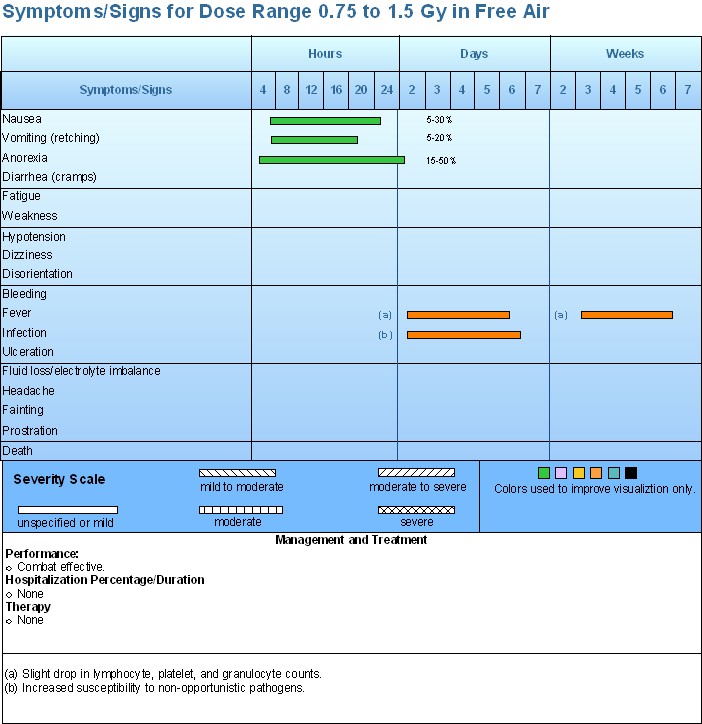 Symptoms/Signs for Dose Range 0.75 to 1.5 Gy in Free Air
Hours Days Weeks
Symptoms/Signs 4 8 12 16 20 24 2 3 4 5 6 7 2 3 4 5 6 7
Nausea 5-30%
Vomiting (retching) 5-20%
Anorexia 15-50%
Diarrhea (cramps)
Fatigue
Weakness
Hypotension
Dizziness
Disorientation
Bleeding
Fever (a) (a)
Infection (b)
Ulceration
Fluid loss/electrolyte imbalance
Headache
Fainting
Prostration
Death
Severity Scale
mild to moderate moderate to severe
unspecified or mild moderate severe
Colors used to improve visualiztion only.
Management and Treatment
Performance:
⬦ Combat effective.
Hospitalization Percentage/Duration
⬦ None
Therapy
⬦ None
(a) Slight drop in lymphocyte, platelet, and granulocyte counts.
(b) Increased susceptibility to non-opportunistic pathogens.